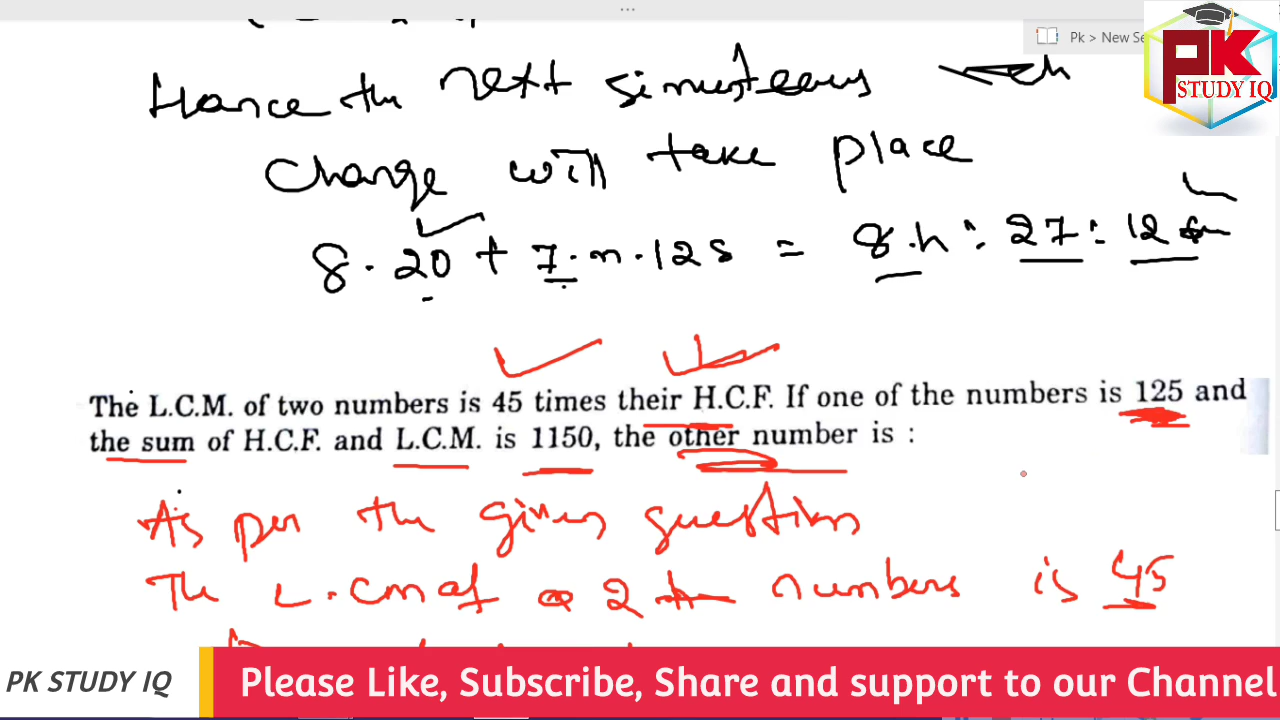 Pk > New Se
PK
STUDY IQ
Hance the next simusteeous
Change will take place
8.20 + 7.n.12s = 8.h : 27 : 12
The L.C.M. of two numbers is 45 times their H.C.F. If one of the numbers is 125 and
the sum of H.C.F. and L.C.M. is 1150, the other number is :
As per the given question
The L.cm of 2 numbers is 45
PK STUDY IQ
Please Like, Subscribe, Share and support to our Channel